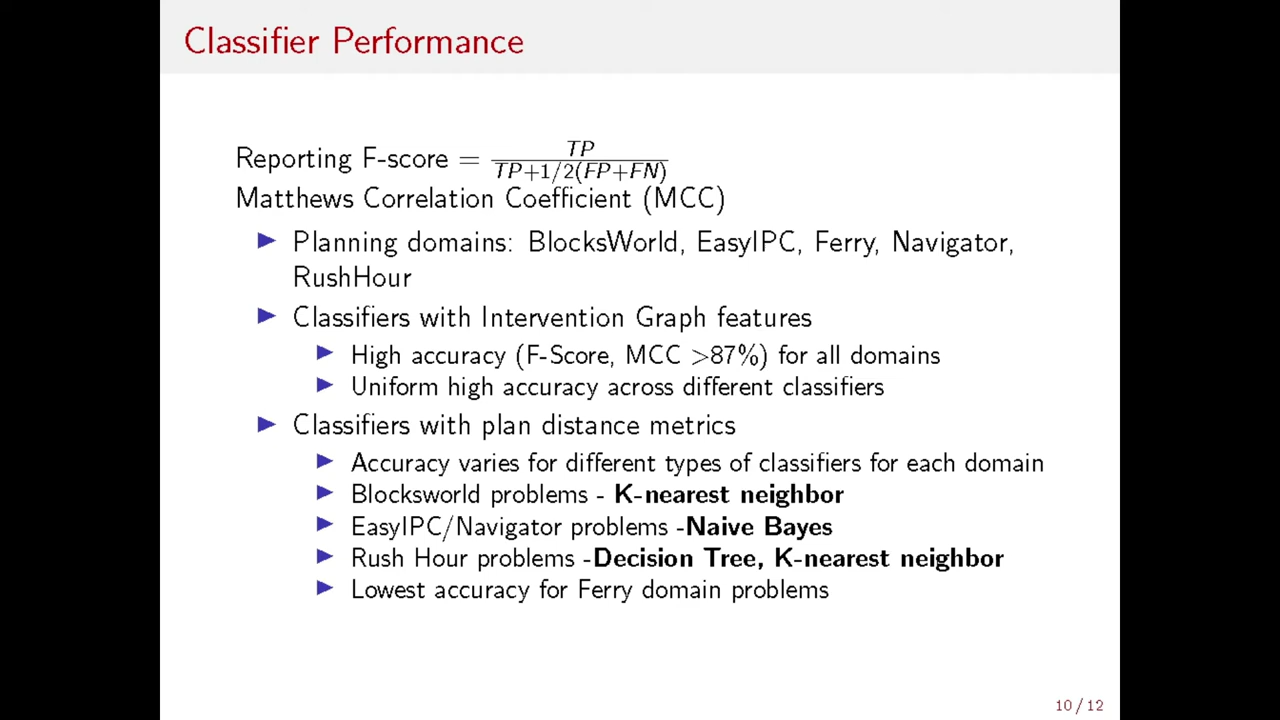 Classifier Performance
Reporting F-score = TP / TP+1/2(FP+FN)
Matthews Correlation Coefficient (MCC)
▶ Planning domains: BlocksWorld, EasyIPC, Ferry, Navigator,
RushHour
▶ Classifiers with Intervention Graph features
▶ High accuracy (F-Score, MCC >87%) for all domains
▶ Uniform high accuracy across different classifiers
▶ Classifiers with plan distance metrics
▶ Accuracy varies for different types of classifiers for each domain
▶ Blocksworld problems - K-nearest neighbor
▶ EasyIPC/Navigator problems -Naive Bayes
▶ Rush Hour problems -Decision Tree, K-nearest neighbor
▶ Lowest accuracy for Ferry domain problems
10 / 12